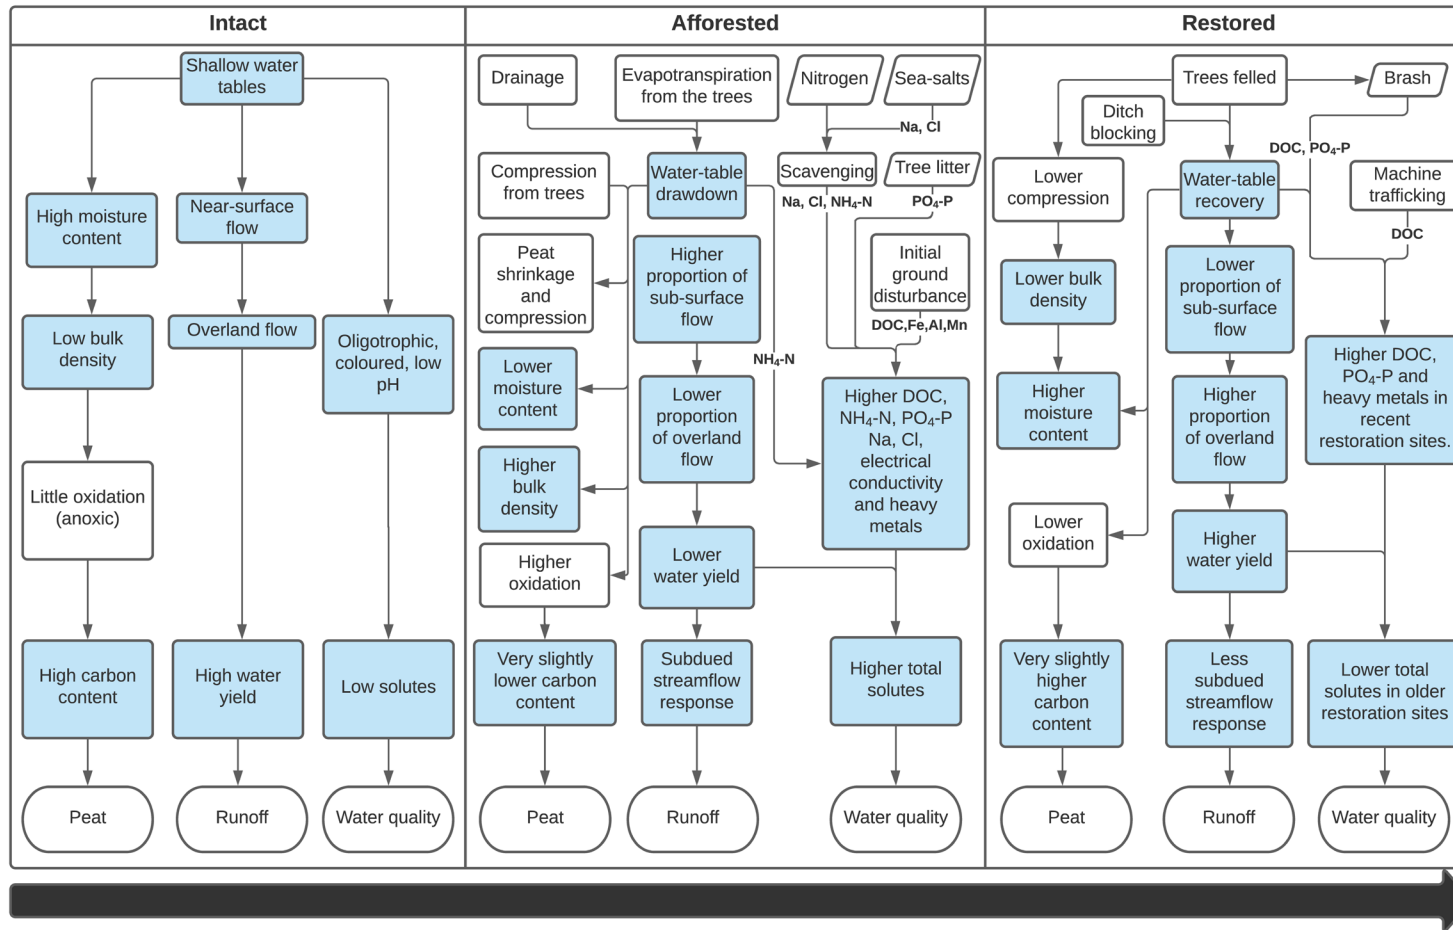 Intact
Shallow water
tables
High moisture
content
Near-surface
flow
Low bulk
density
Overland flow
Oligotrophic,
coloured, low
pH
Little oxidation
(anoxic)
High carbon
content
High water
yield
Low solutes
Peat
Runoff
Water quality
Afforested
Drainage
Evapotranspiration
from the trees
Nitrogen
Sea-salts
Na, Cl
Compression
from trees
Water-table
drawdown
Scavenging
Tree litter
Na, Cl, NH₄-N
PO₄-P
Peat
shrinkage
and
compression
Higher
proportion of
sub-surface
flow
Initial
ground
disturbance
DOC,Fe,Al,Mn
NH₄-N
Lower
moisture
content
Lower
proportion
of overland
flow
Higher DOC,
NH₄-N, PO₄-P
Na, Cl,
electrical
conductivity
and heavy
metals
Higher
bulk
density
Higher
oxidation
Lower
water yield
Very slightly
lower carbon
content
Subdued
streamflow
response
Higher total
solutes
Peat
Runoff
Water quality
Restored
Trees felled
Brash
Ditch
blocking
DOC, PO₄-P
Lower
compression
Water-table
recovery
Machine
trafficking
DOC
Lower bulk
density
Lower
proportion of
sub-surface
flow
Higher DOC,
PO₄-P and
heavy metals in
recent
restoration sites.
Higher
moisture
content
Higher
proportion
of overland
flow
Lower
oxidation
Higher
water yield
Very slightly
higher
carbon
content
Less
subdued
streamflow
response
Lower total
solutes in older
restoration sites
Peat
Runoff
Water quality